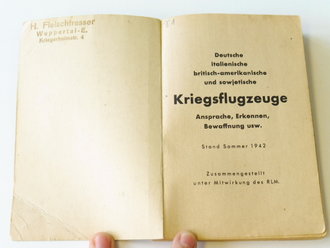 H. Fleischfresser
Wuppertal-E.
Kriegerheimstr. 4
Deutsche
italienische
britisch-amerikanische
und sowjetische
Kriegsflugzeuge
Ansprache, Erkennen,
Bewaffnung usw.
Stand Sommer 1942
Zusammengestellt
unter Mitwirkung des RLM.